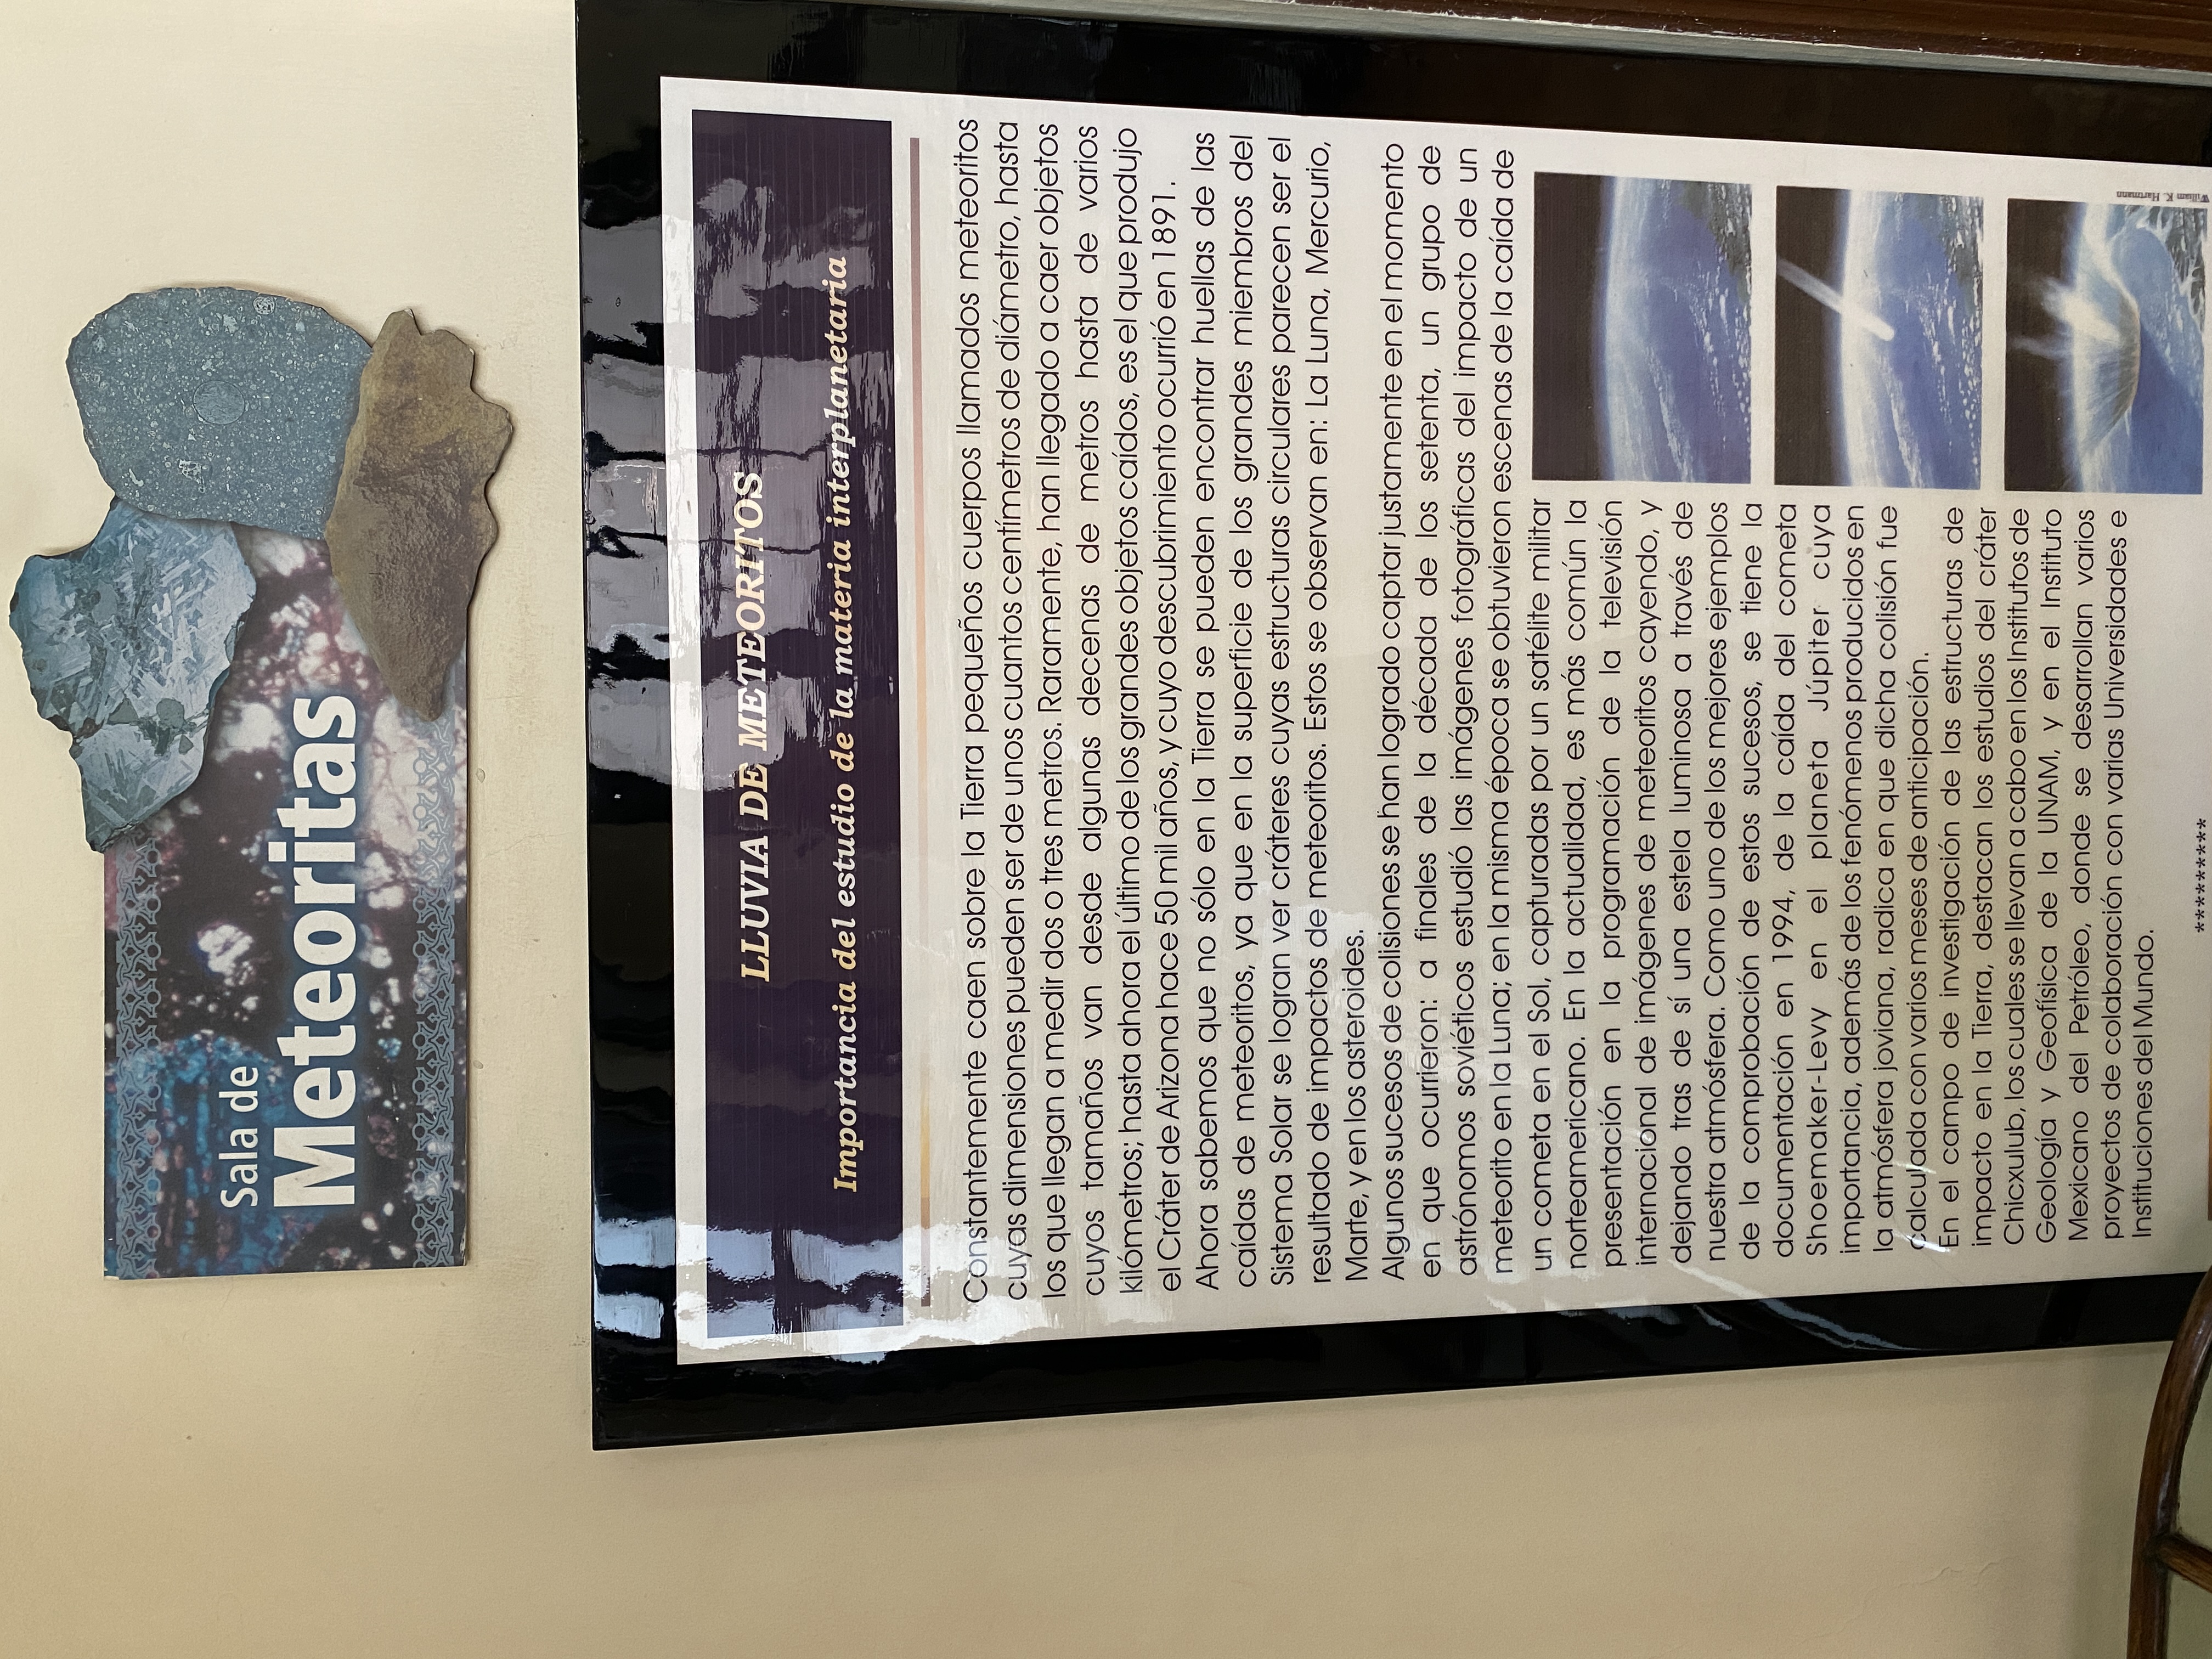 Sala de
Meteoritas
LLUVIA DE METEORITOS
Importancia del estudio de la materia interplanetaria
Constantemente caen sobre la Tierra pequeños cuerpos llamados meteoritos
cuyas dimensiones pueden ser de unos cuantos centímetros de diámetro, hasta
los que llegan a medir dos o tres metros. Raramente, han llegado a caer objetos
cuyos tamaños van desde algunas decenas de metros hasta de varios
kilómetros; hasta ahora el último de los grandes objetos caídos, es el que produjo
el Cráter de Arizona hace 50 mil años, y cuyo descubrimiento ocurrió en 1891.
Ahora sabemos que no sólo en la Tierra se pueden encontrar huellas de las
caídas de meteoritos, ya que en la superficie de los grandes miembros del
Sistema Solar se logran ver cráteres cuyas estructuras circulares parecen ser el
resultado de impactos de meteoritos. Estos se observan en: La Luna, Mercurio,
Marte, y en los asteroides.
Algunos sucesos de colisiones se han logrado captar justamente en el momento
en que ocurrieron: a finales de la década de los setenta, un grupo de
astrónomos soviéticos estudió las imágenes fotográficas del impacto de un
meteorito en la Luna; en la misma época se obtuvieron escenas de la caída de
un cometa en el Sol, capturadas por un satélite militar
norteamericano. En la actualidad, es más común la
presentación en la programación de la televisión
internacional de imágenes de meteoritos cayendo, y
dejando tras de sí una estela luminosa a través de
nuestra atmósfera. Como uno de los mejores ejemplos
de la comprobación de estos sucesos, se tiene la
documentación en 1994, de la caída del cometa
Shoemaker-Levy en el planeta Júpiter cuya
importancia, además de los fenómenos producidos en
la atmósfera joviana, radica en que dicha colisión fue
calculada con varios meses de anticipación.
En el campo de investigación de las estructuras de
impacto en la Tierra, destacan los estudios del cráter
Chicxulub, los cuales se llevan a cabo en los Institutos de
Geología y Geofísica de la UNAM, y en el Instituto
Mexicano del Petróleo, donde se desarrollan varios
proyectos de colaboración con varias Universidades e
Instituciones del Mundo.
*********
William K. Hartmann